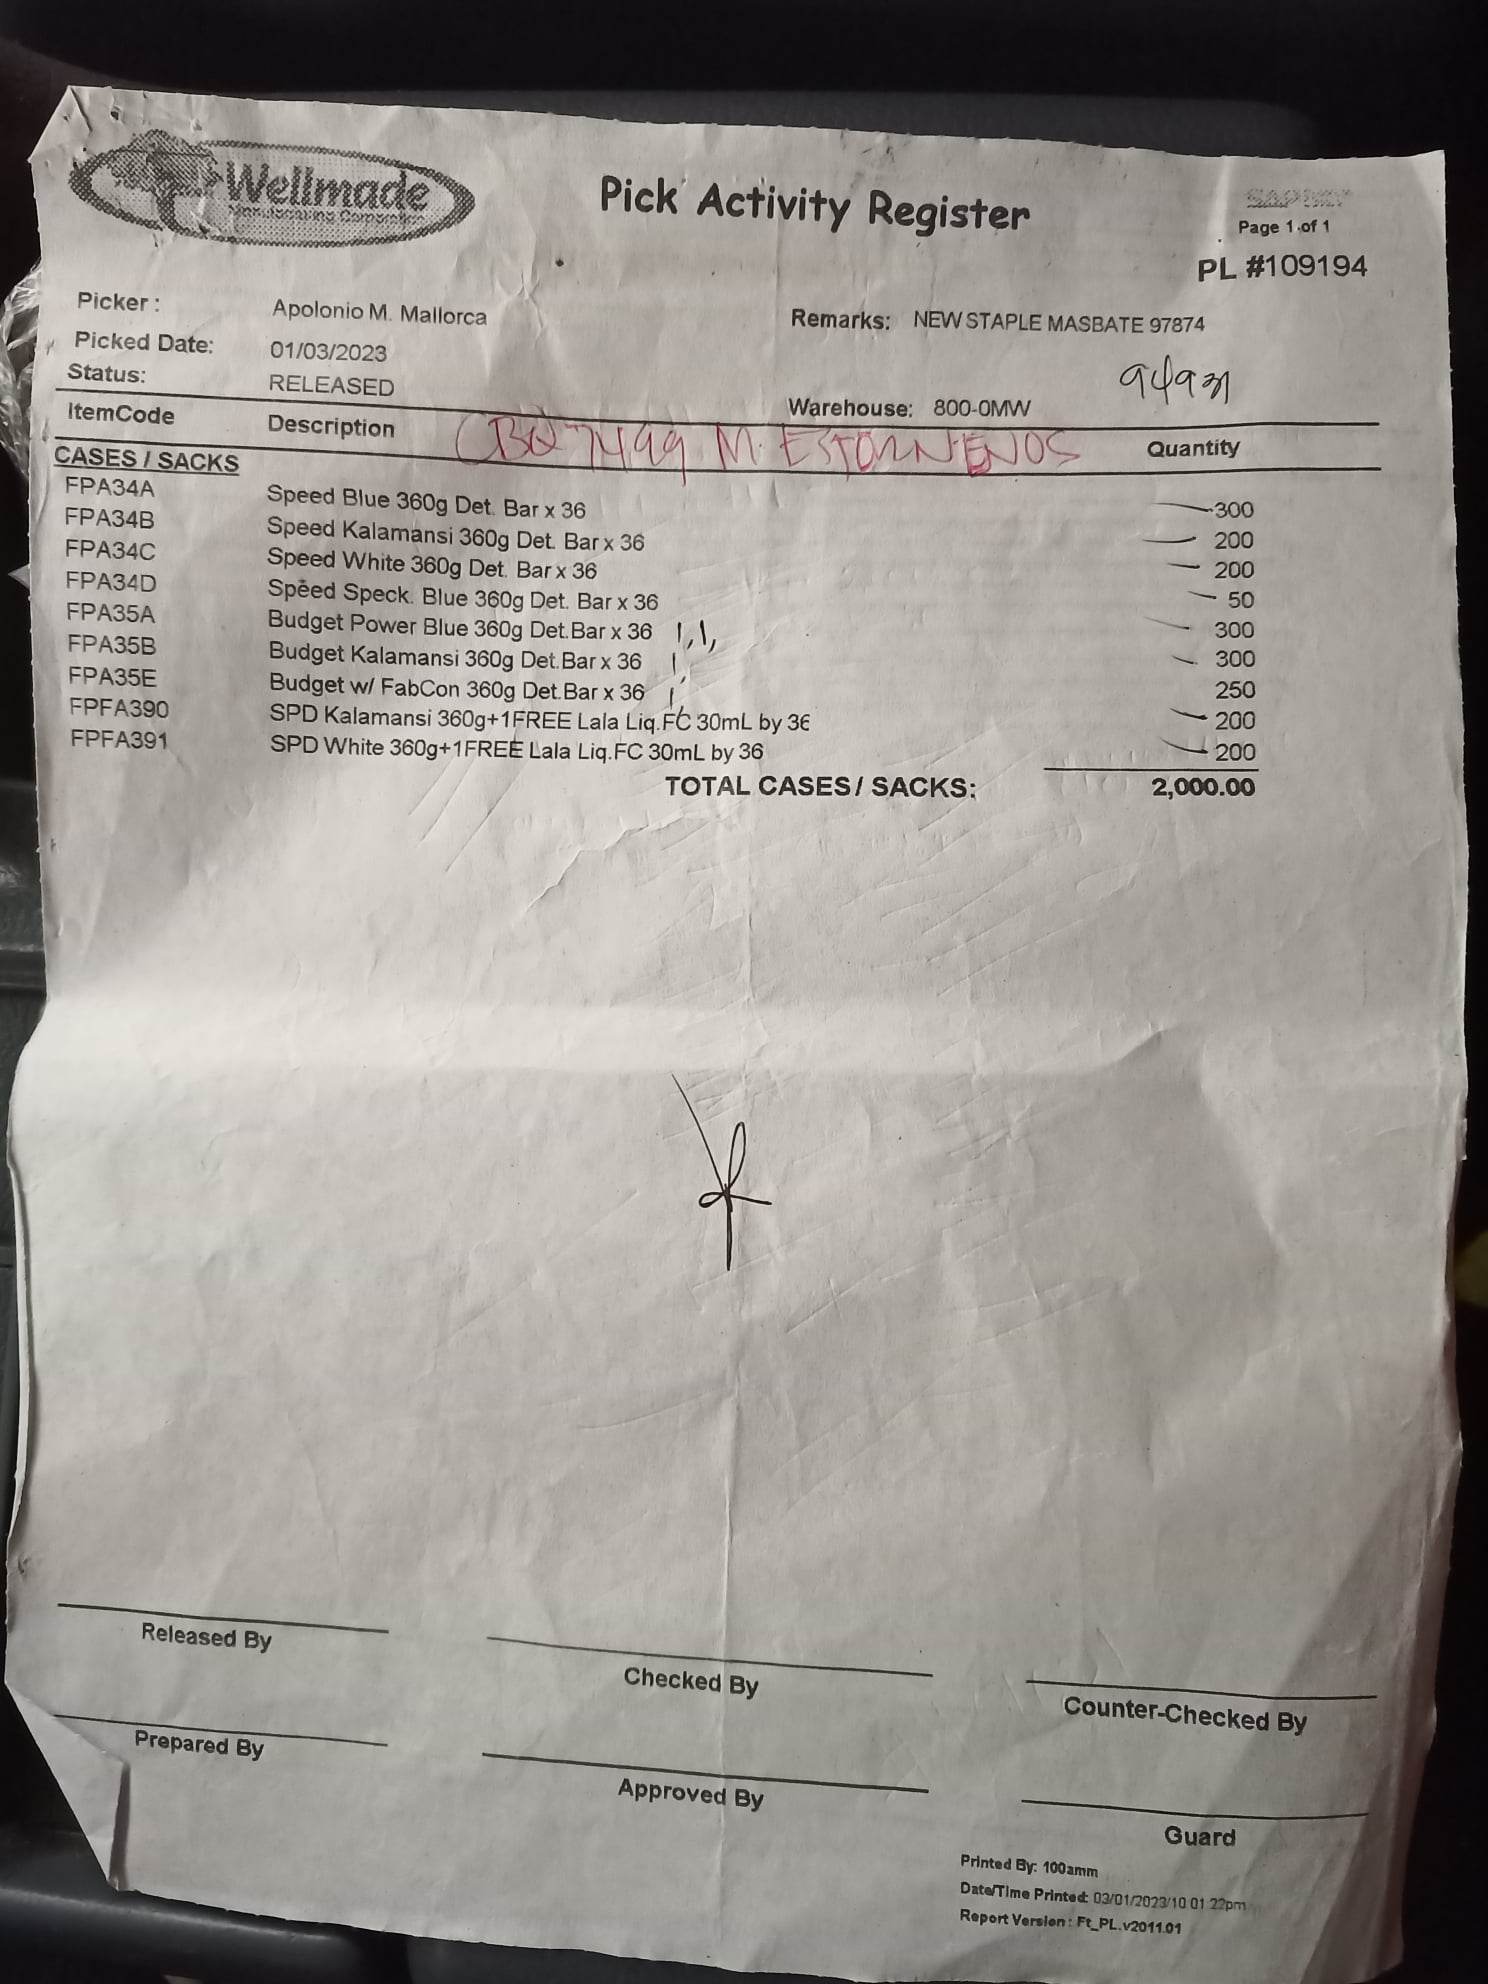 Wellmade
Manufacturing Corporation
Pick Activity Register
Page 1 of 1
PL #109194
Picker : Apolonio M. Mallorca
Remarks: NEW STAPLE MASBATE 97874
Picked Date: 01/03/2023
Status: RELEASED
Warehouse: 800-0MW
ItemCode Description Quantity
CBQ 7499 M. ESTORNENOS
CASES / SACKS
FPA34A Speed Blue 360g Det. Bar x 36 300
FPA34B Speed Kalamansi 360g Det. Bar x 36 200
FPA34C Speed White 360g Det. Bar x 36 200
FPA34D Speed Speck. Blue 360g Det. Bar x 36 50
FPA35A Budget Power Blue 360g Det.Bar x 36 300
FPA35B Budget Kalamansi 360g Det.Bar x 36 300
FPA35E Budget w/ FabCon 360g Det.Bar x 36 250
FPFA390 SPD Kalamansi 360g+1FREE Lala Liq.FC 30mL by 36 200
FPFA391 SPD White 360g+1FREE Lala Liq.FC 30mL by 36 200
TOTAL CASES / SACKS: 2,000.00
Released By
Checked By
Counter-Checked By
Prepared By
Approved By
Guard
Printed By: 100amm
Date/Time Printed: 03/01/2023/10 01:22pm
Report Version : Ft_PL.v2011.01